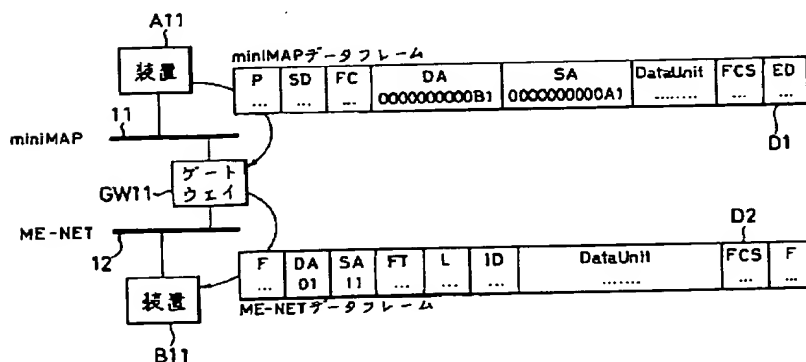 A11
装置
miniMAPデータフレーム
P SD FC DA SA DataUnit FCS ED
... ... ... 0000000000B1 0000000000A1 ........ ... ...
D1
11
miniMAP
ゲート
ウェイ
GW11
ME-NET
12
D2
F DA SA FT L ID DataUnit FCS F
... 01 11 ... ... ... ....... ... ...
ME-NETデータフレーム
装置
B11